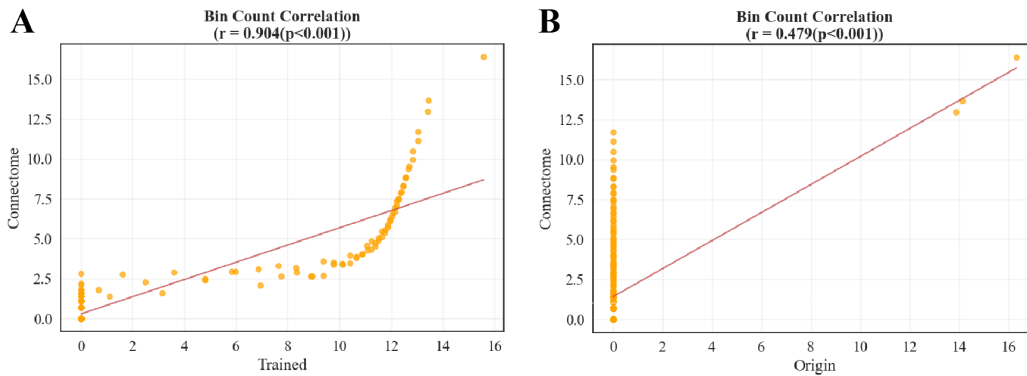 A
Bin Count Correlation
(r = 0.904(p<0.001))
Connectome
15.0
12.5
10.0
7.5
5.0
2.5
0.0
0 2 4 6 8 10 12 14 16
Trained
B
Bin Count Correlation
(r = 0.479(p<0.001))
Connectome
15.0
12.5
10.0
7.5
5.0
2.5
0.0
0 2 4 6 8 10 12 14 16
Origin